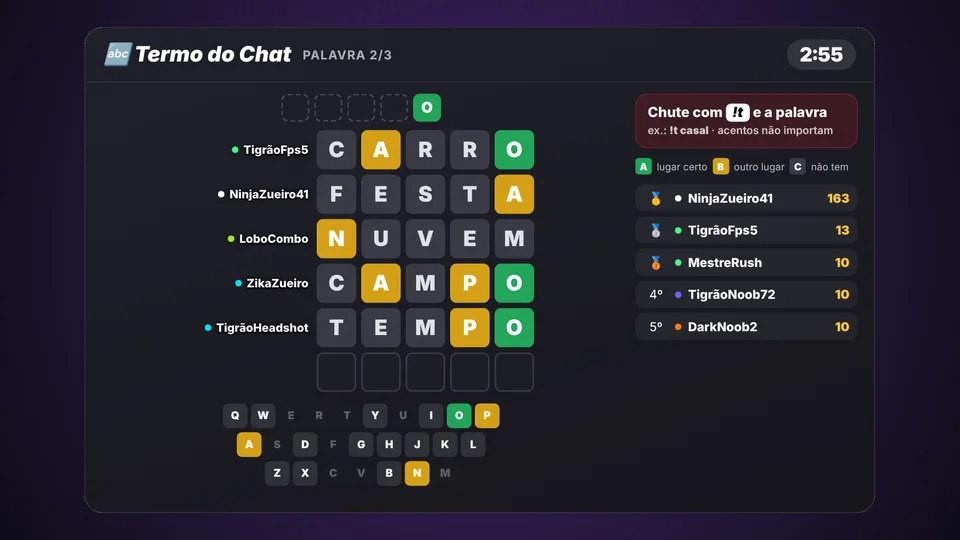 abc Termo do Chat PALAVRA 2/3
2:55
O
TigrãoFps5 C A R R O
NinjaZueiro41 F E S T A
LoboCombo N U V E M
ZikaZueiro C A M P O
TigrãoHeadshot T E M P O
Q W E R T Y U I O P
A S D F G H J K L
Z X C V B N M
Chute com !t e a palavra
ex.: !t casal · acentos não importam
A lugar certo B outro lugar C não tem
NinjaZueiro41 163
TigrãoFps5 13
MestreRush 10
4º TigrãoNoob72 10
5º DarkNoob2 10